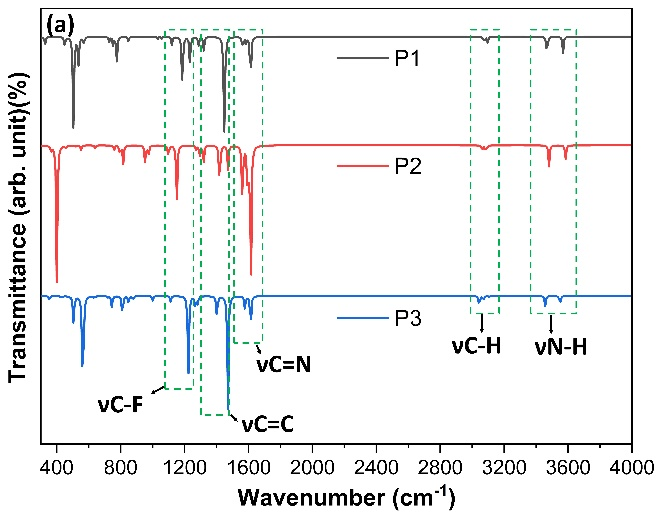 (a)
P1
P2
P3
νC-H
νN-H
νC=N
νC-F
νC=C
Transmittance (arb. unit)(%)
400 800 1200 1600 2000 2400 2800 3200 3600 4000
Wavenumber (cm⁻¹)